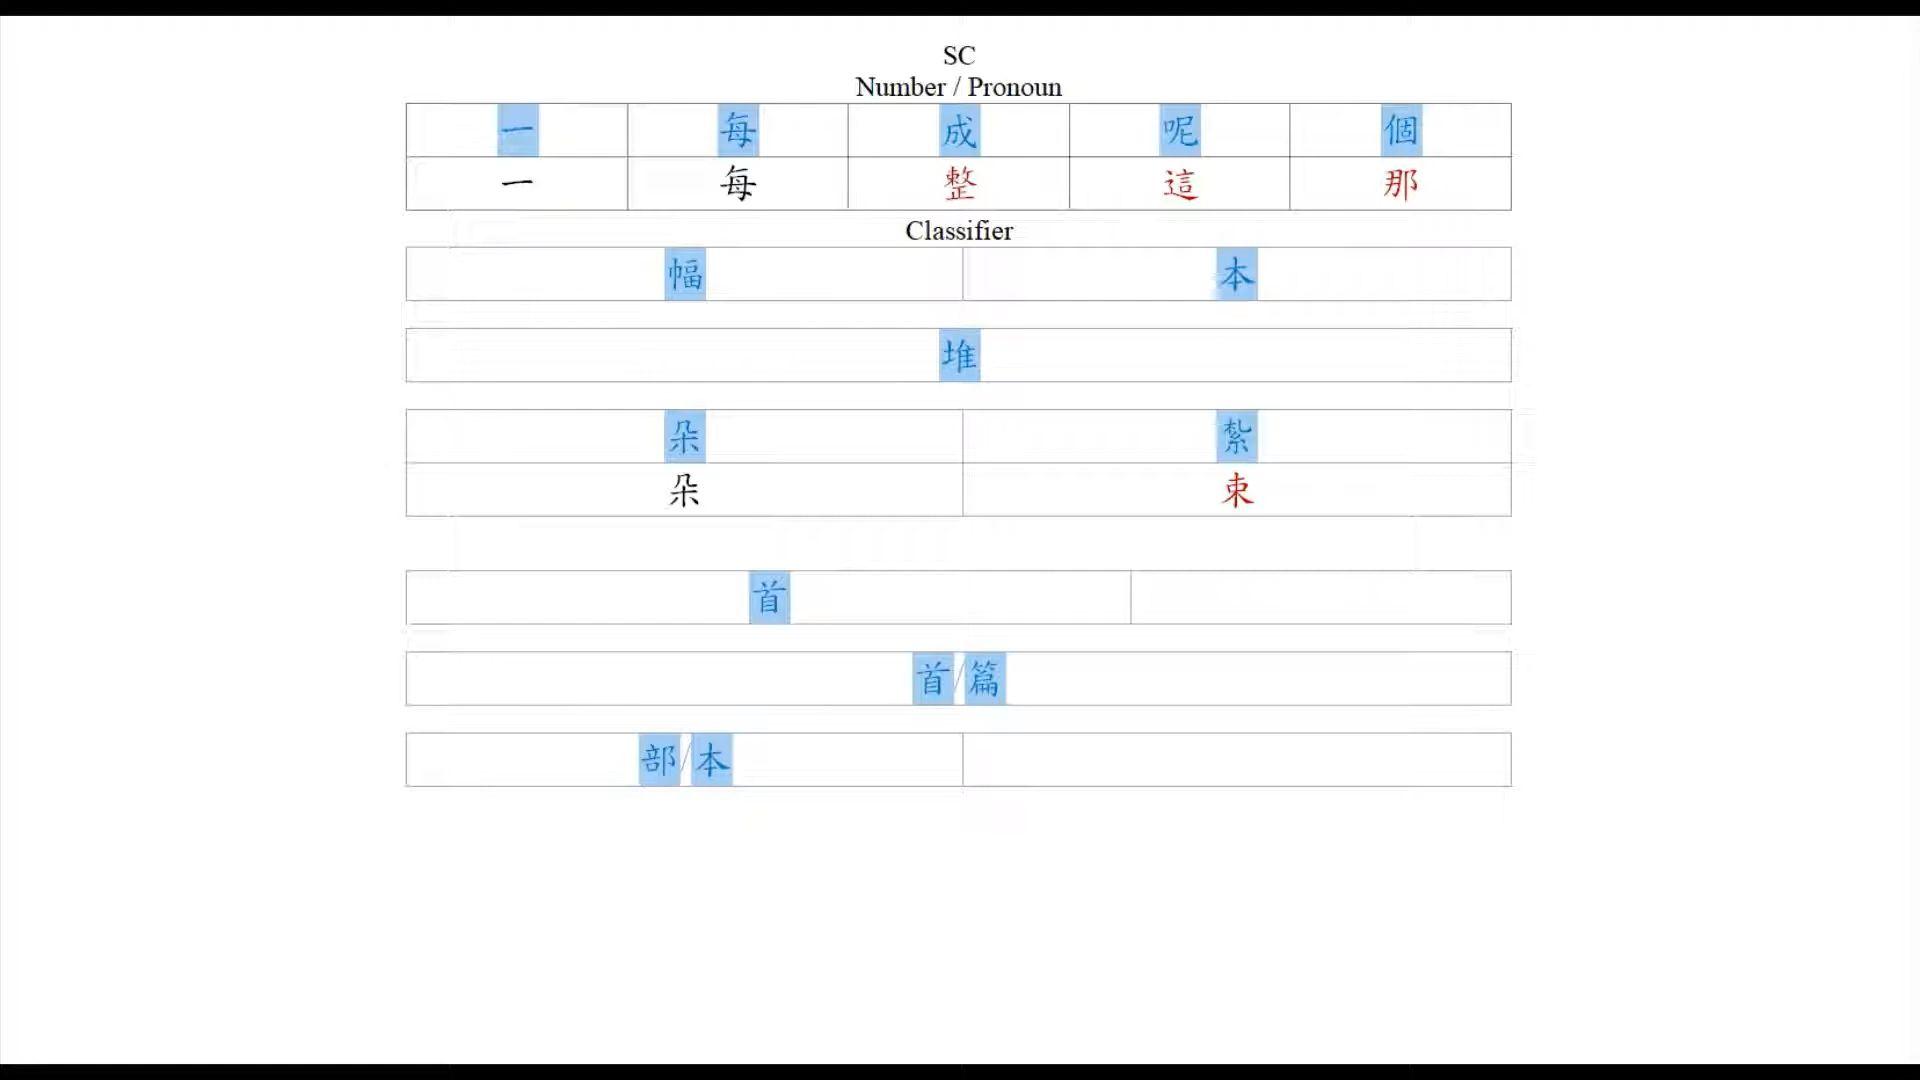 SC
Number / Pronoun
一 每 成 呢 個
一 每 整 這 那
Classifier
幅 本
堆
朵 紮
朵 束
首
首/篇
部/本